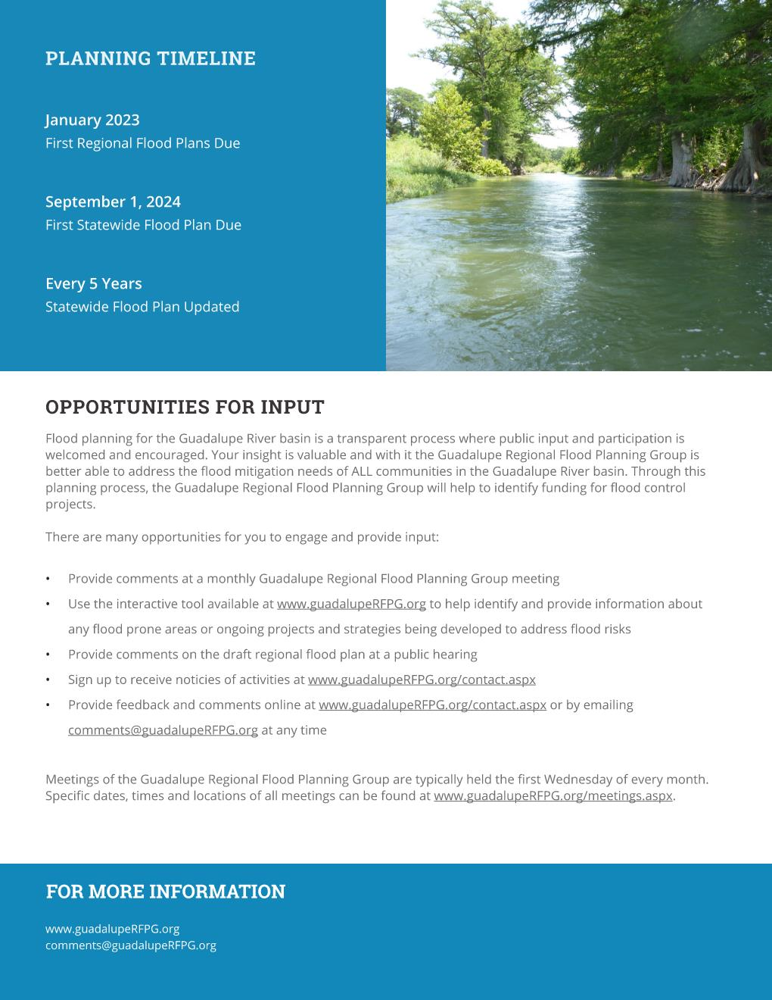 PLANNING TIMELINE
January 2023
First Regional Flood Plans Due
September 1, 2024
First Statewide Flood Plan Due
Every 5 Years
Statewide Flood Plan Updated
OPPORTUNITIES FOR INPUT
Flood planning for the Guadalupe River basin is a transparent process where public input and participation is
welcomed and encouraged. Your insight is valuable and with it the Guadalupe Regional Flood Planning Group is
better able to address the flood mitigation needs of ALL communities in the Guadalupe River basin. Through this
planning process, the Guadalupe Regional Flood Planning Group will help to identify funding for flood control
projects.
There are many opportunities for you to engage and provide input:
• Provide comments at a monthly Guadalupe Regional Flood Planning Group meeting
• Use the interactive tool available at www.guadalupeRFPG.org to help identify and provide information about
any flood prone areas or ongoing projects and strategies being developed to address flood risks
• Provide comments on the draft regional flood plan at a public hearing
• Sign up to receive noticies of activities at www.guadalupeRFPG.org/contact.aspx
• Provide feedback and comments online at www.guadalupeRFPG.org/contact.aspx or by emailing
comments@guadalupeRFPG.org at any time
Meetings of the Guadalupe Regional Flood Planning Group are typically held the first Wednesday of every month.
Specific dates, times and locations of all meetings can be found at www.guadalupeRFPG.org/meetings.aspx.
FOR MORE INFORMATION
www.guadalupeRFPG.org
comments@guadalupeRFPG.org